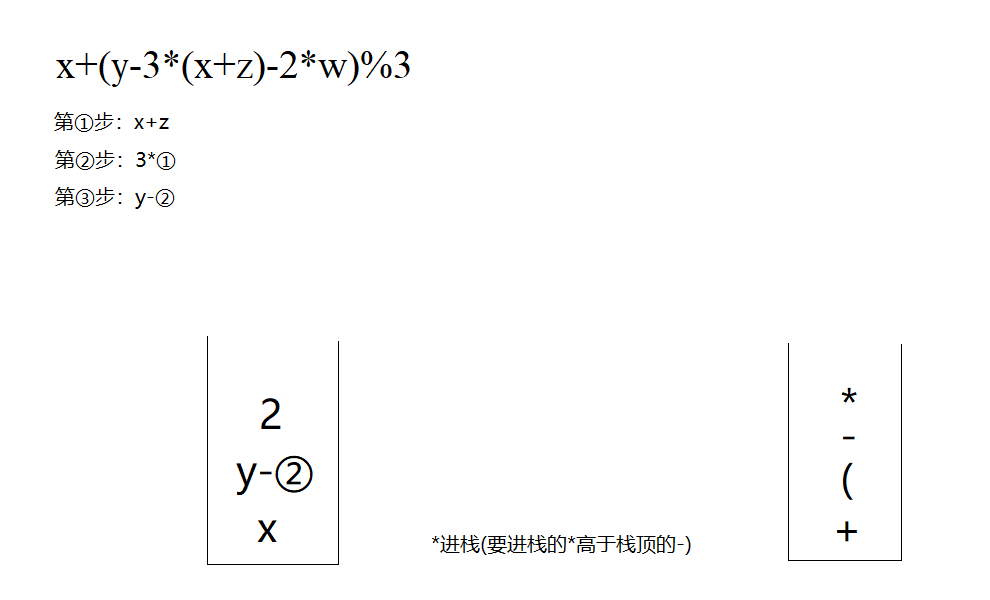 x+(y-3*(x+z)-2*w)%3
第①步：x+z
第②步：3*①
第③步：y-②
2
y-②
x
*进栈(要进栈的*高于栈顶的-)
*
-
(
+